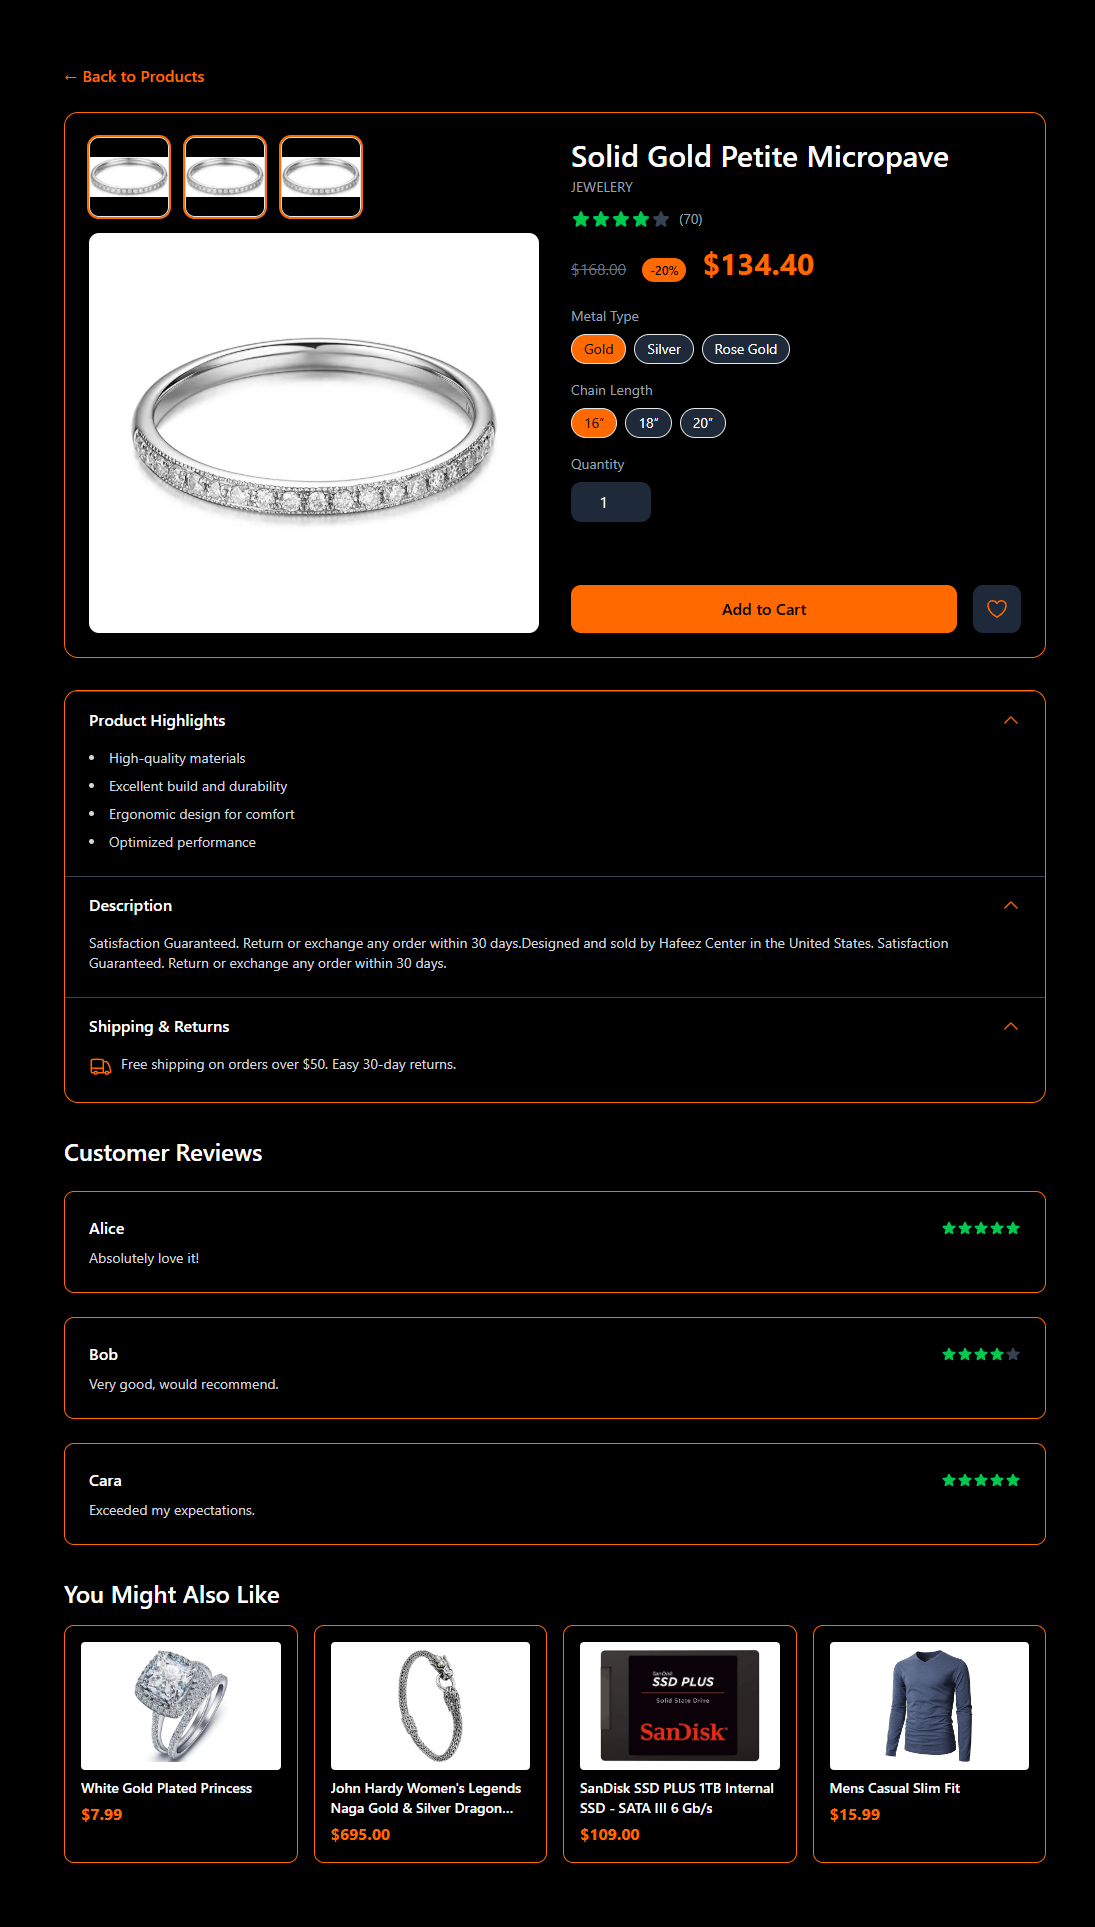 ← Back to Products
Solid Gold Petite Micropave
JEWELERY
(70)
$168.00 -20% $134.40
Metal Type
Gold Silver Rose Gold
Chain Length
16" 18" 20"
Quantity
1
Add to Cart
Product Highlights
• High-quality materials
• Excellent build and durability
• Ergonomic design for comfort
• Optimized performance
Description
Satisfaction Guaranteed. Return or exchange any order within 30 days.Designed and sold by Hafeez Center in the United States. Satisfaction
Guaranteed. Return or exchange any order within 30 days.
Shipping & Returns
Free shipping on orders over $50. Easy 30-day returns.
Customer Reviews
Alice
Absolutely love it!
Bob
Very good, would recommend.
Cara
Exceeded my expectations.
You Might Also Like
White Gold Plated Princess
$7.99
John Hardy Women's Legends
Naga Gold & Silver Dragon...
$695.00
SanDisk
SSD PLUS
Solid State Drive
SanDisk
SanDisk SSD PLUS 1TB Internal
SSD - SATA III 6 Gb/s
$109.00
Mens Casual Slim Fit
$15.99